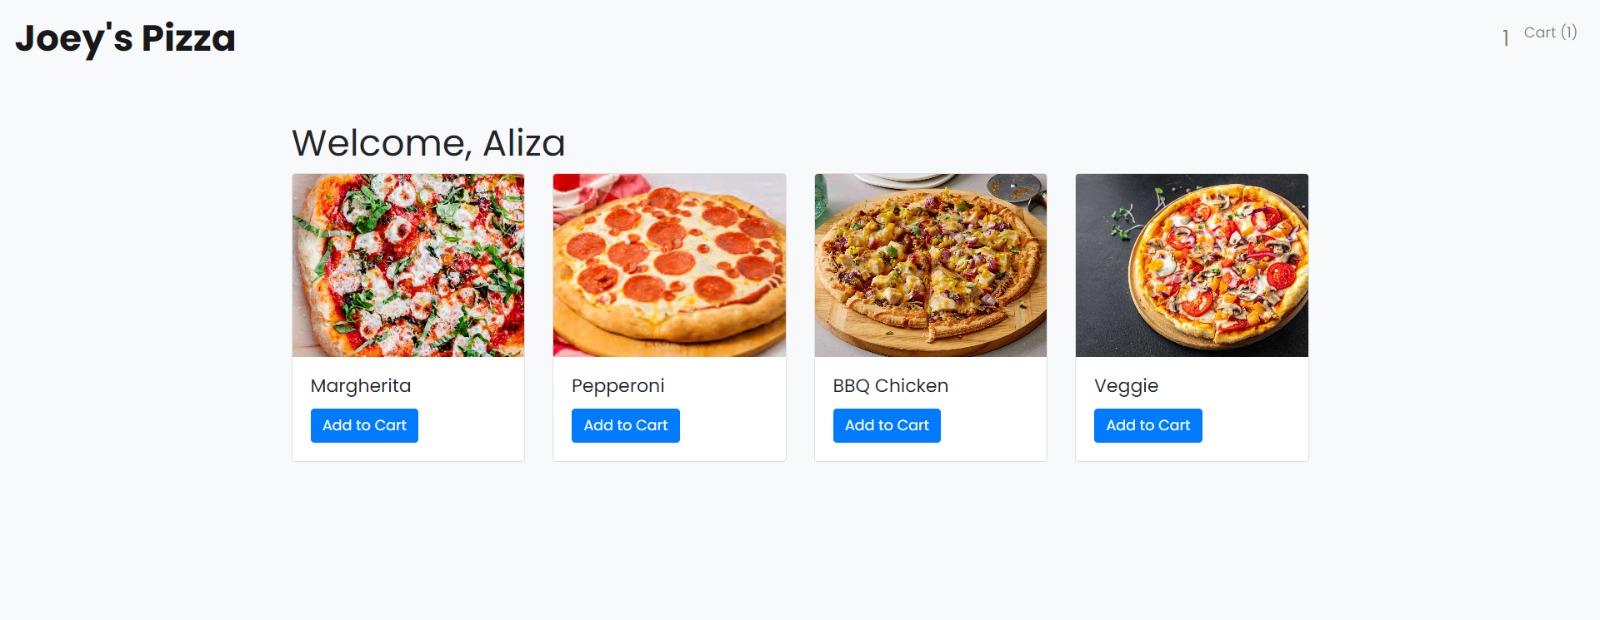 Joey's Pizza
1 Cart (1)
Welcome, Aliza
Margherita
Add to Cart
Pepperoni
Add to Cart
BBQ Chicken
Add to Cart
Veggie
Add to Cart